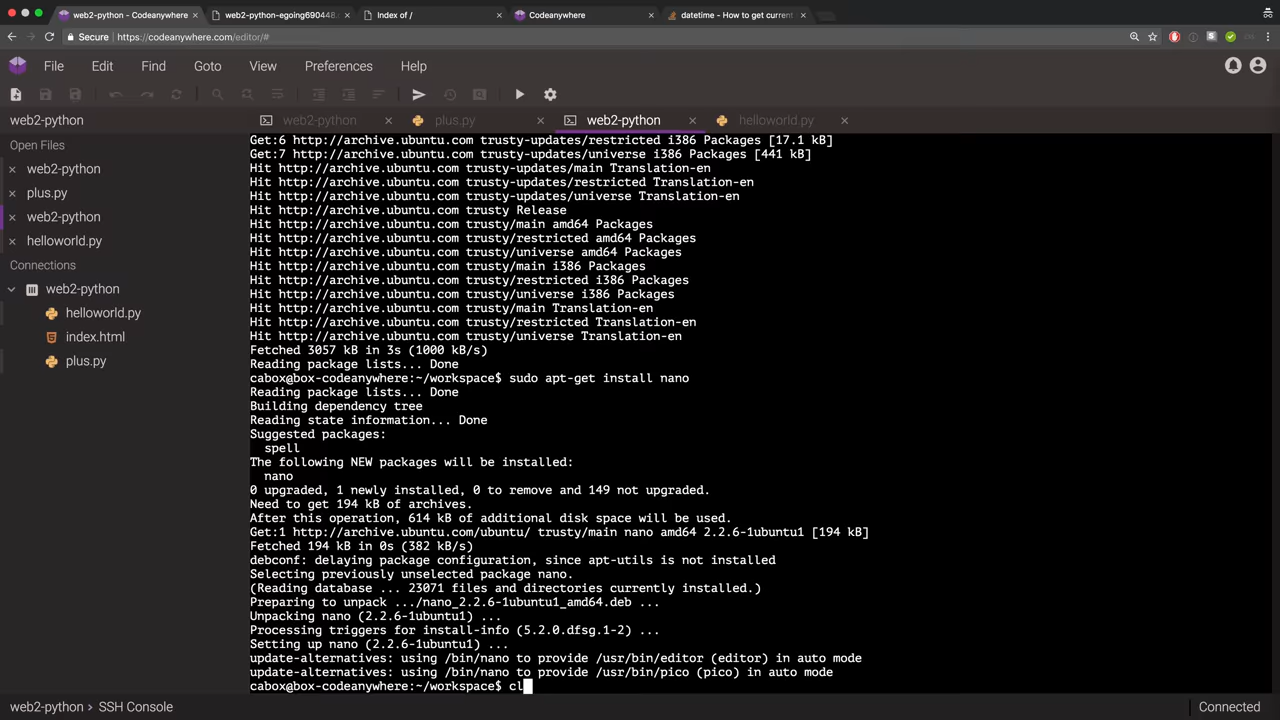 web2-python - Codeanywhere
web2-python-egoing690448.
Index of /
Codeanywhere
datetime - How to get current
Secure
https://codeanywhere.com/editor/#
File
Edit
Find
Goto
View
Preferences
Help
web2-python
web2-python
plus.py
web2-python
helloworld.py
Open Files
web2-python
plus.py
web2-python
helloworld.py
Connections
web2-python
helloworld.py
index.html
plus.py
Get:6 http://archive.ubuntu.com trusty-updates/restricted i386 Packages [17.1 kB]
Get:7 http://archive.ubuntu.com trusty-updates/universe i386 Packages [441 kB]
Hit http://archive.ubuntu.com trusty-updates/main Translation-en
Hit http://archive.ubuntu.com trusty-updates/restricted Translation-en
Hit http://archive.ubuntu.com trusty-updates/universe Translation-en
Hit http://archive.ubuntu.com trusty Release
Hit http://archive.ubuntu.com trusty/main amd64 Packages
Hit http://archive.ubuntu.com trusty/restricted amd64 Packages
Hit http://archive.ubuntu.com trusty/universe amd64 Packages
Hit http://archive.ubuntu.com trusty/main i386 Packages
Hit http://archive.ubuntu.com trusty/restricted i386 Packages
Hit http://archive.ubuntu.com trusty/universe i386 Packages
Hit http://archive.ubuntu.com trusty/main Translation-en
Hit http://archive.ubuntu.com trusty/restricted Translation-en
Hit http://archive.ubuntu.com trusty/universe Translation-en
Fetched 3057 kB in 3s (1000 kB/s)
Reading package lists... Done
cabox@box-codeanywhere:~/workspace$ sudo apt-get install nano
Reading package lists... Done
Building dependency tree
Reading state information... Done
Suggested packages:
spell
The following NEW packages will be installed:
nano
0 upgraded, 1 newly installed, 0 to remove and 149 not upgraded.
Need to get 194 kB of archives.
After this operation, 614 kB of additional disk space will be used.
Get:1 http://archive.ubuntu.com/ubuntu/ trusty/main nano amd64 2.2.6-1ubuntu1 [194 kB]
Fetched 194 kB in 0s (382 kB/s)
debconf: delaying package configuration, since apt-utils is not installed
Selecting previously unselected package nano.
(Reading database ... 23071 files and directories currently installed.)
Preparing to unpack .../nano_2.2.6-1ubuntu1_amd64.deb ...
Unpacking nano (2.2.6-1ubuntu1) ...
Processing triggers for install-info (5.2.0.dfsg.1-2) ...
Setting up nano (2.2.6-1ubuntu1) ...
update-alternatives: using /bin/nano to provide /usr/bin/editor (editor) in auto mode
update-alternatives: using /bin/nano to provide /usr/bin/pico (pico) in auto mode
cabox@box-codeanywhere:~/workspace$ cl
web2-python > SSH Console
Connected